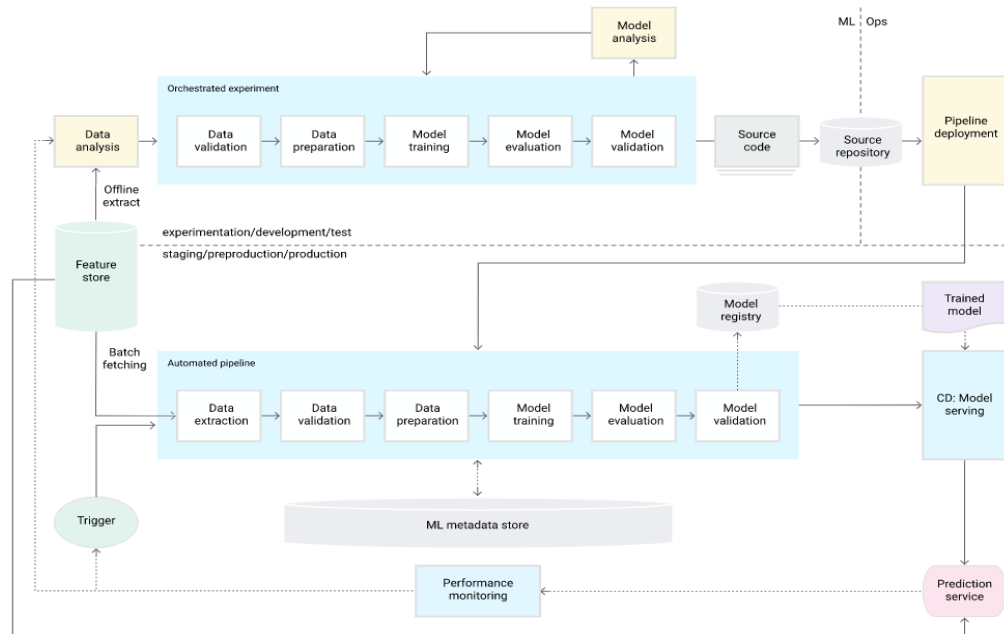 Model
analysis
ML
Ops
Orchestrated experiment
Data
analysis
Data
validation
Data
preparation
Model
training
Model
evaluation
Model
validation
Source
code
Source
repository
Pipeline
deployment
Offline
extract
experimentation/development/test
staging/preproduction/production
Feature
store
Model
registry
Trained
model
Batch
fetching
Automated pipeline
Data
extraction
Data
validation
Data
preparation
Model
training
Model
evaluation
Model
validation
CD: Model
serving
Trigger
ML metadata store
Performance
monitoring
Prediction
service